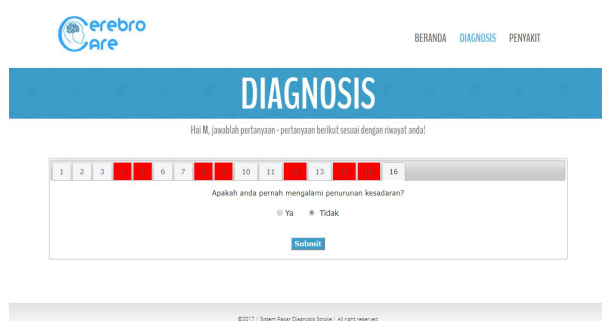 Cerebro
Care
BERANDA DIAGNOSIS PENYAKIT
DIAGNOSIS
Hai M, jawablah pertanyaan - pertanyaan berikut sesuai dengan riwayat anda!
1 2 3 6 7 10 11 13 16
Apakah anda pernah mengalami penurunan kesadaran?
Ya Tidak
Submit
©2017 | Sistem Pakar Diagnosis Stroke | All right reserved